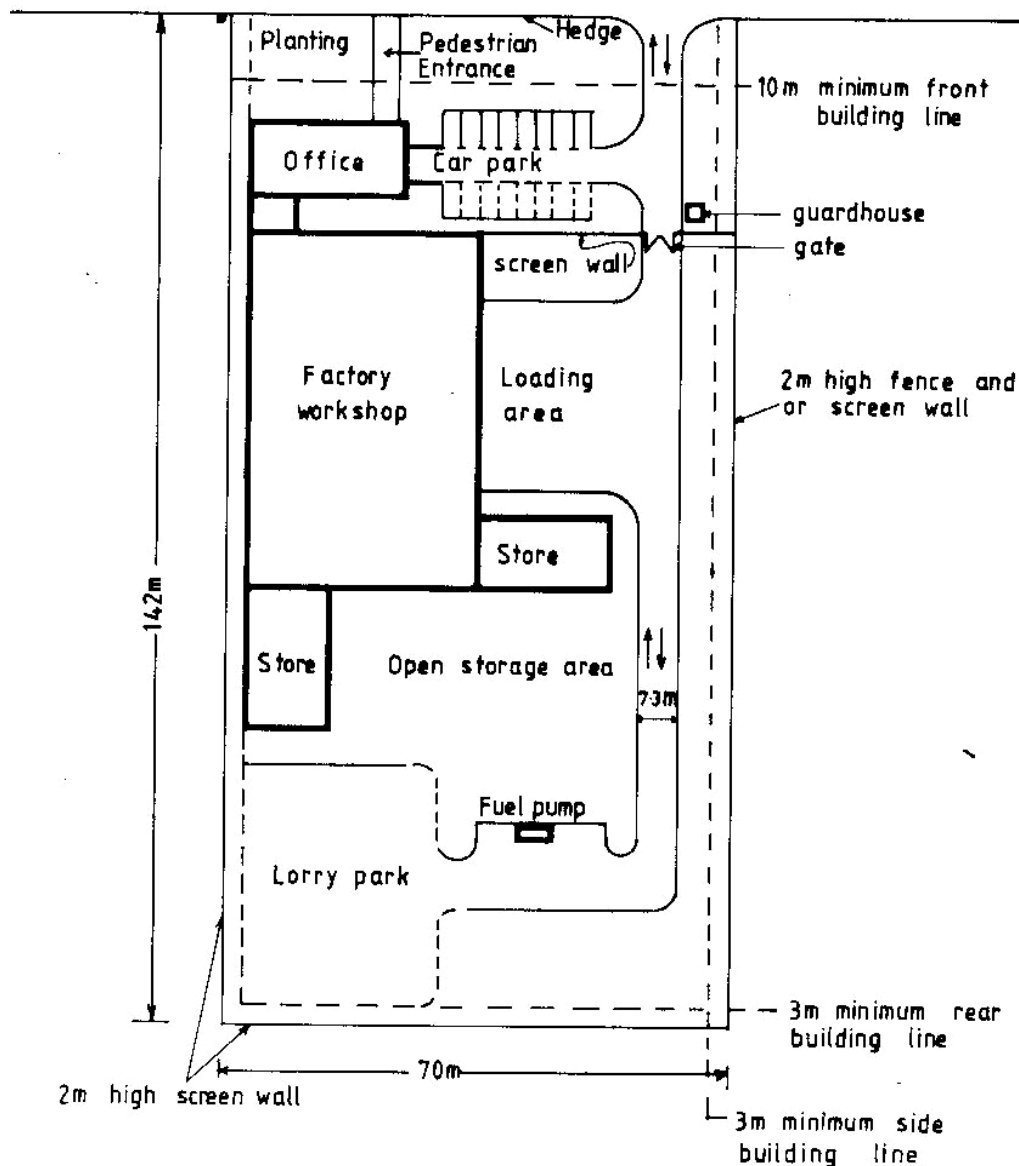 Hedge
Planting
Pedestrian
Entrance
10m minimum front
building line
Office
Car park
guardhouse
gate
screen wall
Factory
workshop
Loading
area
2m high fence and
or screen wall
142m
Store
Store
Open storage area
7·3m
Fuel pump
Lorry park
3m minimum rear
building line
70m
2m high screen wall
3m minimum side
building line